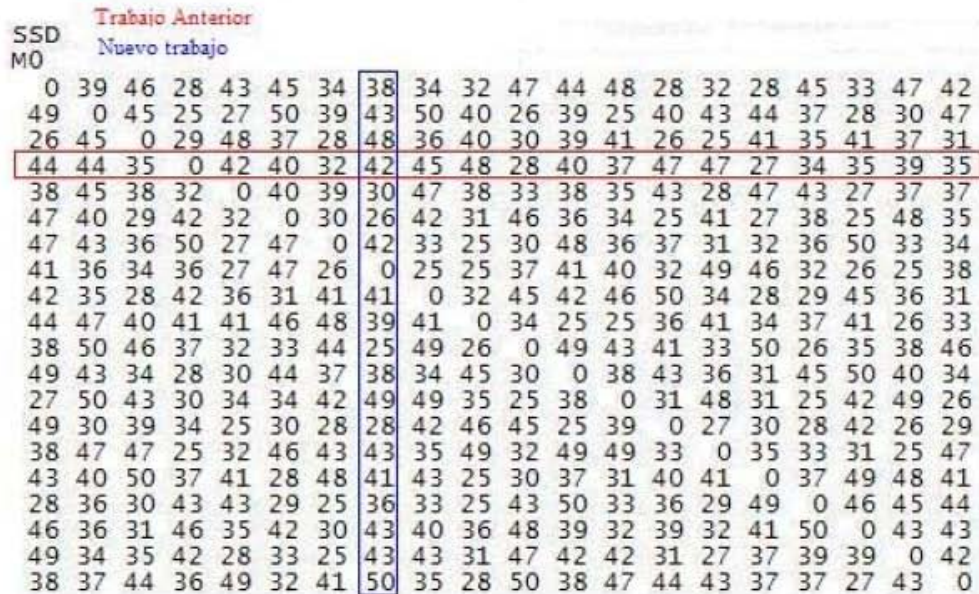 Trabajo Anterior
SSD
Nuevo trabajo
M0
0 39 46 28 43 45 34 38 34 32 47 44 48 28 32 28 45 33 47 42
49 0 45 25 27 50 39 43 50 40 26 39 25 40 43 44 37 28 30 47
26 45 0 29 48 37 28 48 36 40 30 39 41 26 25 41 35 41 37 31
44 44 35 0 42 40 32 42 45 48 28 40 37 47 47 27 34 35 39 35
38 45 38 32 0 40 39 30 47 38 33 38 35 43 28 47 43 27 37 37
47 40 29 42 32 0 30 26 42 31 46 36 34 25 41 27 38 25 48 35
47 43 36 50 27 47 0 42 33 25 30 48 36 37 31 32 36 50 33 34
41 36 34 36 27 47 26 0 25 25 37 41 40 32 49 46 32 26 25 38
42 35 28 42 36 31 41 41 0 32 45 42 46 50 34 28 29 45 36 31
44 47 40 41 41 46 48 39 41 0 34 25 25 36 41 34 37 41 26 33
38 50 46 37 32 33 44 25 49 26 0 49 43 41 33 50 26 35 38 46
49 43 34 28 30 44 37 38 34 45 30 0 38 43 36 31 45 50 40 34
27 50 43 30 34 34 42 49 49 35 25 38 0 31 48 31 25 42 49 26
49 30 39 34 25 30 28 28 42 46 45 25 39 0 27 30 28 42 26 29
38 47 47 25 32 46 43 43 35 49 32 49 49 33 0 35 33 31 25 47
43 40 50 37 41 28 48 41 43 25 30 37 31 40 41 0 37 49 48 41
28 36 30 43 43 29 25 36 33 25 43 50 33 36 29 49 0 46 45 44
46 36 31 46 35 42 30 43 40 36 48 39 32 39 32 41 50 0 43 43
49 34 35 42 28 33 25 43 43 31 47 42 42 31 27 37 39 39 0 42
38 37 44 36 49 32 41 50 35 28 50 38 47 44 43 37 37 27 43 0